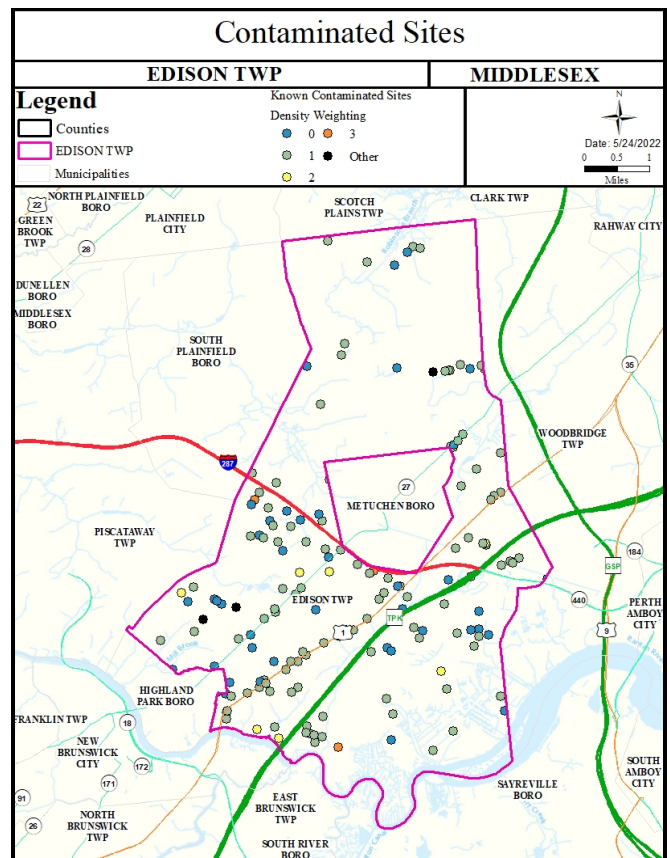 Contaminated Sites
EDISON TWP
MIDDLESEX
Legend
Counties
EDISON TWP
Municipalities
Known Contaminated Sites
Density Weighting
0
3
1
Other
2
N
Date: 5/24/2022
0 0.5 1
Miles
NORTH PLAINFIELD
BORO
22
GREEN
BROOK
TWP
28
PLAINFIELD
CITY
SCOTCH
PLAINS TWP
CLARK TWP
RAHWAY CITY
DUNELLEN
BORO
MIDDLESEX
BORO
SOUTH
PLAINFIELD
BORO
35
WOODBRIDGE
TWP
287
27
METUCHEN BORO
PISCATAWAY
TWP
184
GSP
EDISON TWP
440
PERTH
AMBOY
CITY
TPK
1
9
Mill Brook
HIGHLAND
PARK BORO
FRANKLIN TWP
18
NEW
BRUNSWICK
CITY
172
171
91
26
NORTH
BRUNSWICK
TWP
EAST
BRUNSWICK
TWP
SOUTH RIVER
BORO
SAYREVILLE
BORO
SOUTH
AMBOY
CITY